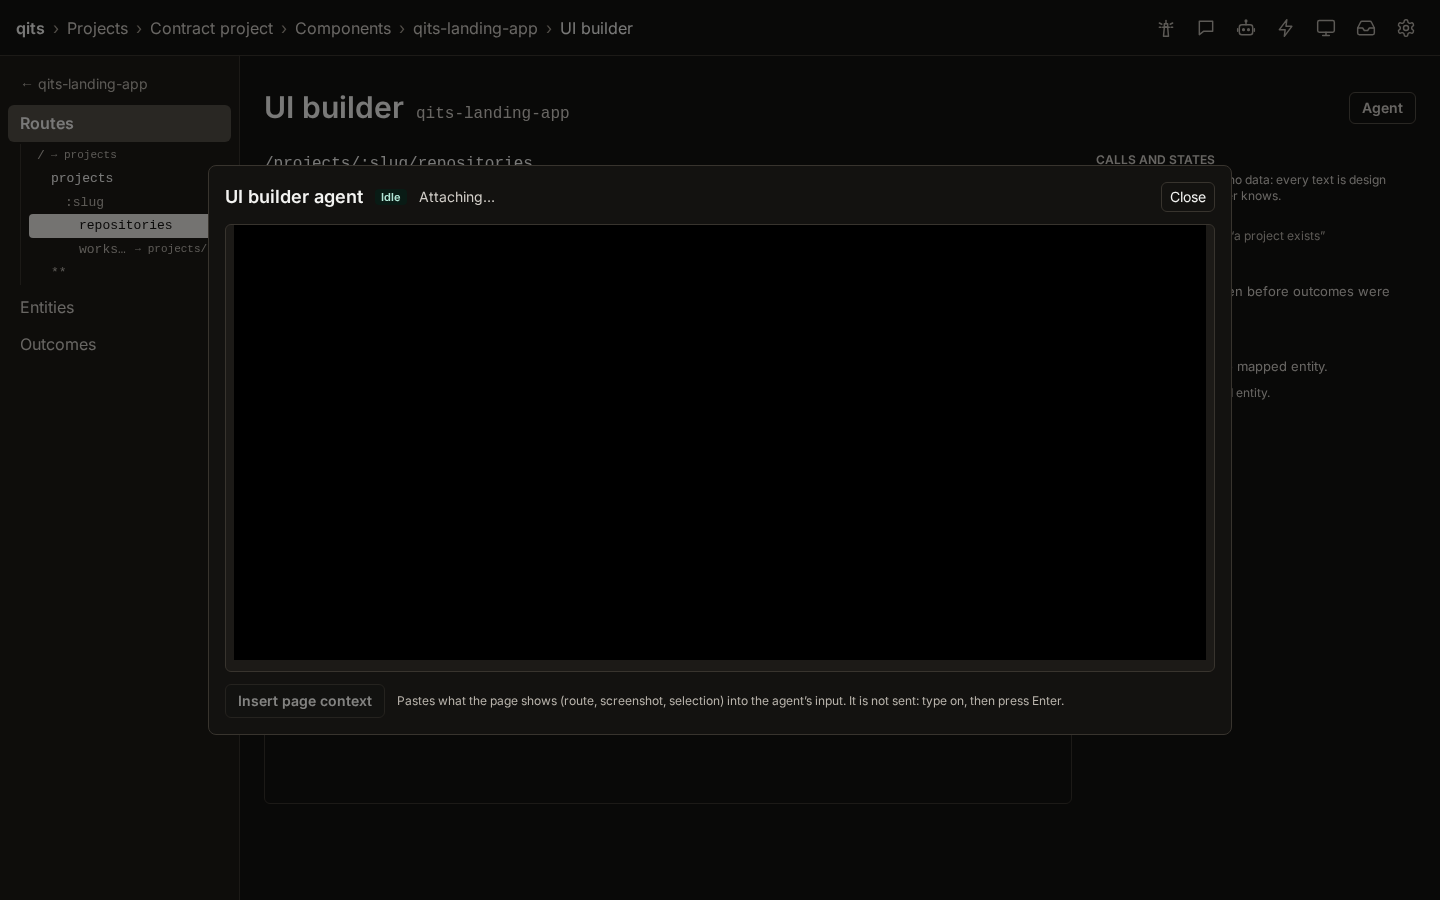 qits › Projects › Contract project › Components › qits-landing-app › UI builder
← qits-landing-app
Routes
/ → projects
projects
:slug
repositories
works… → projects/
**
Entities
Outcomes
UI builder qits-landing-app
Agent
/projects/:slug/repositories
CALLS AND STATES
no data: every text is design
r knows.
"a project exists"
en before outcomes were
mapped entity.
entity.
UI builder agent Idle Attaching…
Close
Insert page context Pastes what the page shows (route, screenshot, selection) into the agent's input. It is not sent: type on, then press Enter.